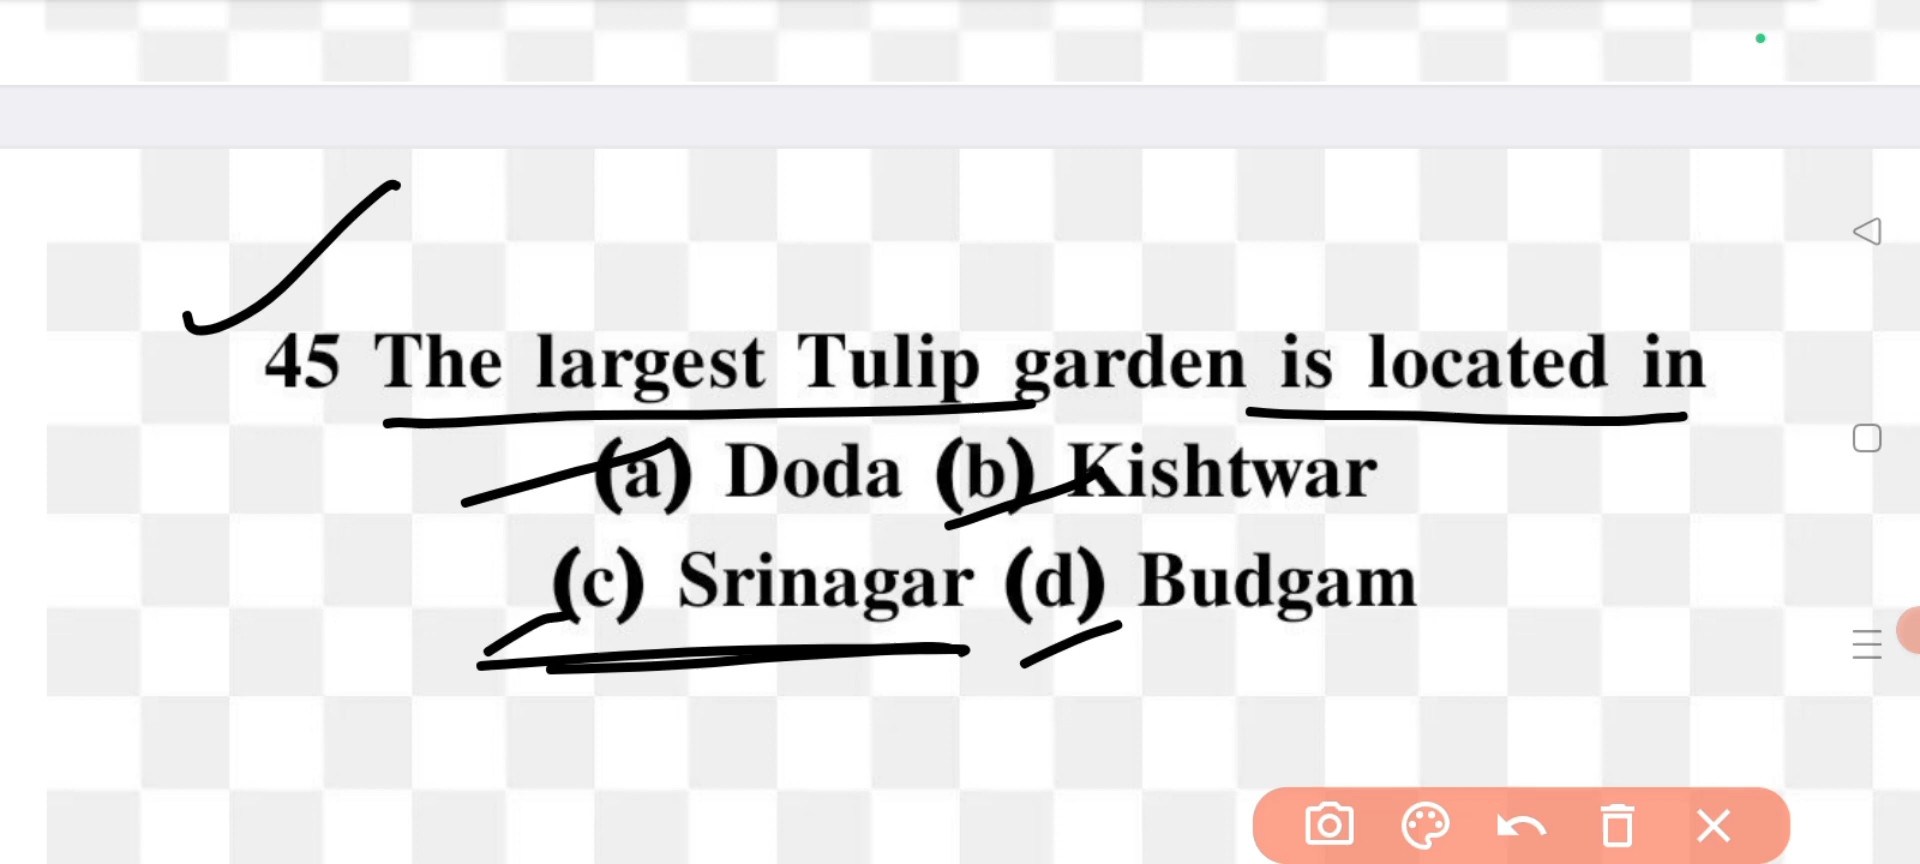 45 The largest Tulip garden is located in
(a) Doda (b) Kishtwar
(c) Srinagar (d) Budgam